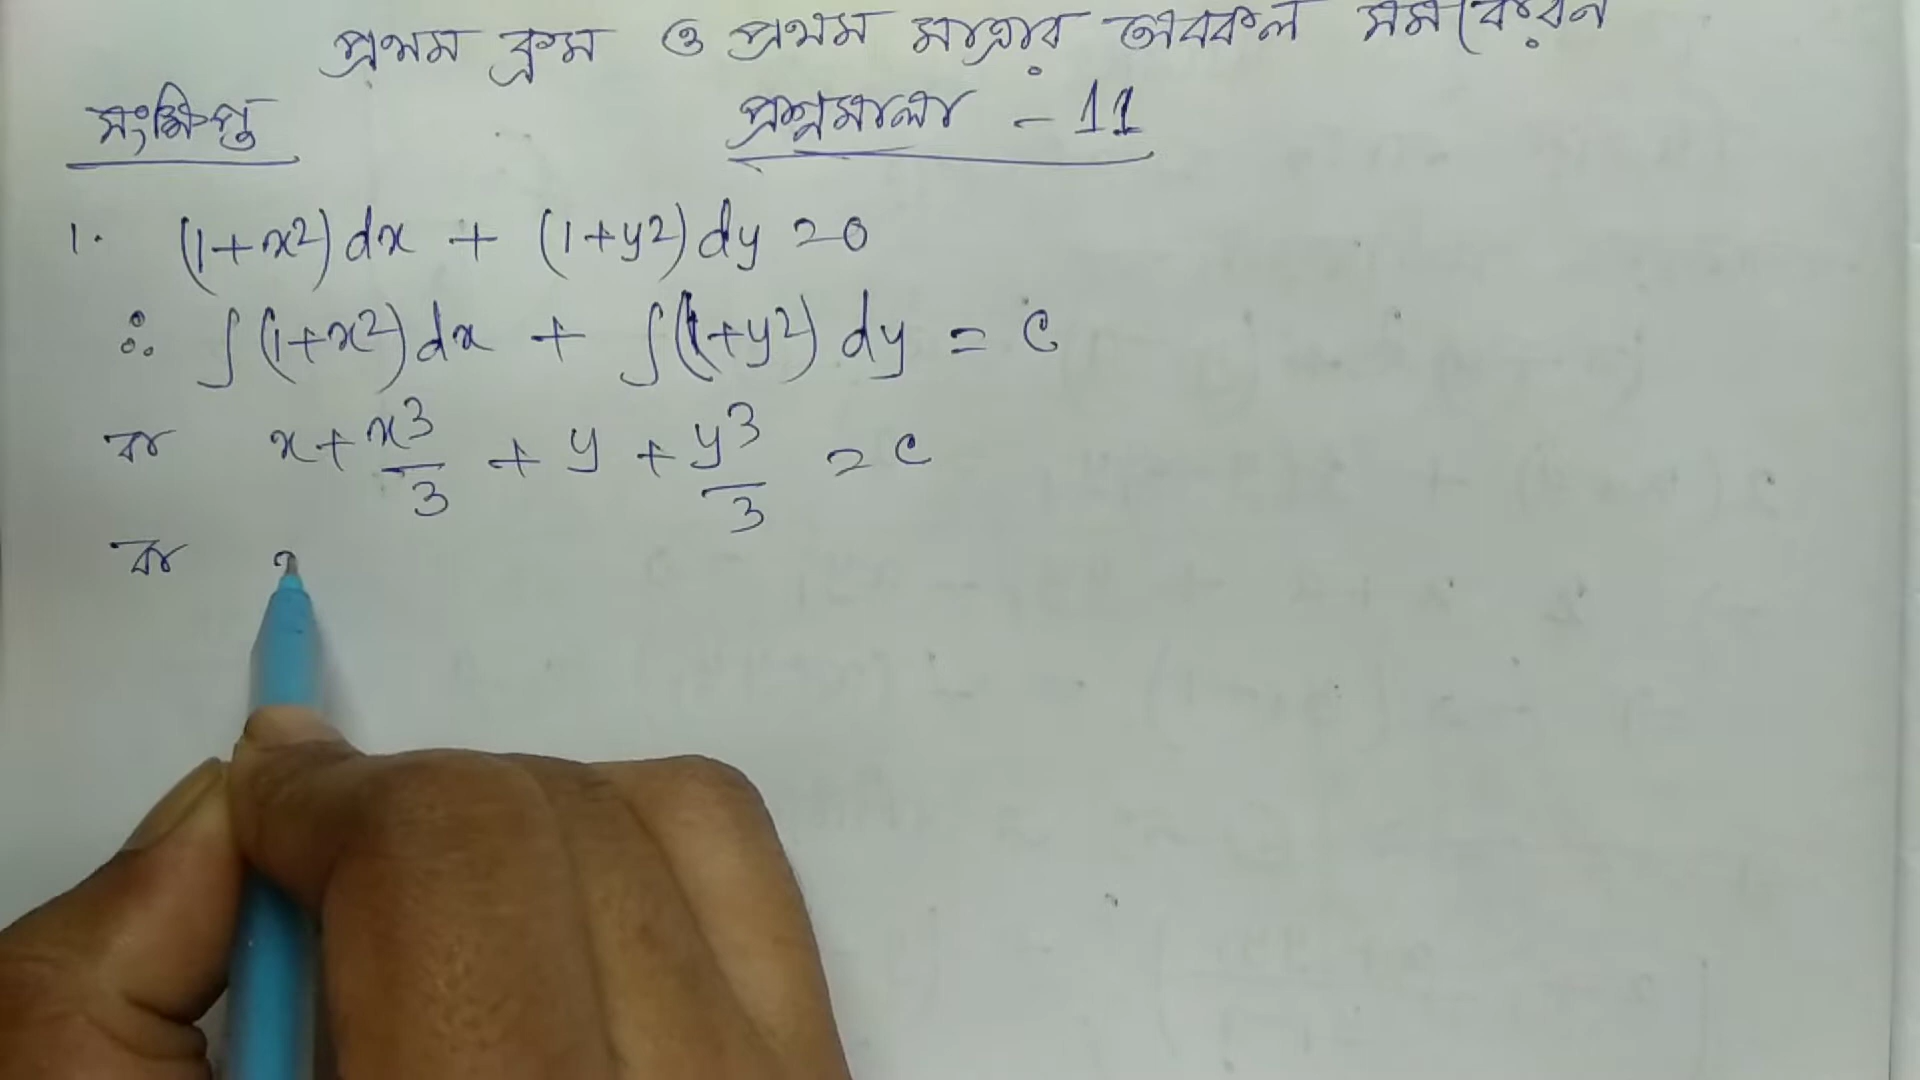 প্রথম ক্রম ও প্রথম মাত্রার অবকল সমীকরন
সংক্ষিপ্ত প্রশ্নমালা - 11
1. (1+x2) dx + (1+y2) dy = 0
∴ ∫(1+x2) dx + ∫(1+y2) dy = c
বা x + x3/3 + y + y3/3 = c
বা